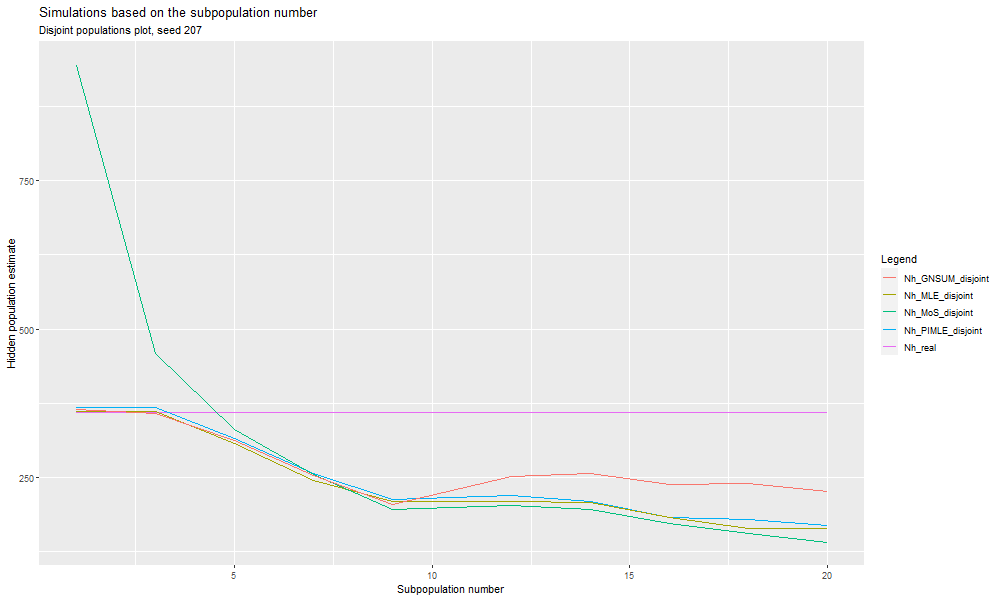 Simulations based on the subpopulation number
Disjoint populations plot, seed 207
Hidden population estimate
750
500
250
5
10
15
20
Subpopulation number
Legend
Nh_GNSUM_disjoint
Nh_MLE_disjoint
Nh_MoS_disjoint
Nh_PIMLE_disjoint
Nh_real